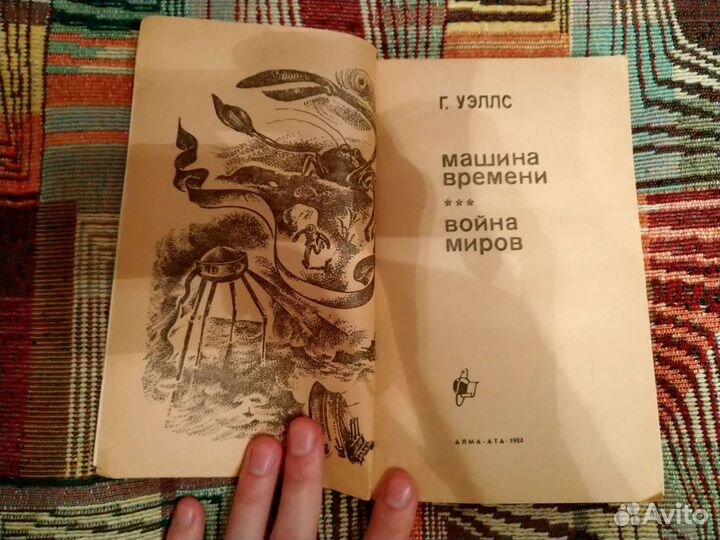 Г. УЭЛЛС
машина
времени
***
война
миров
АЛМА-АТА-1984
Avito